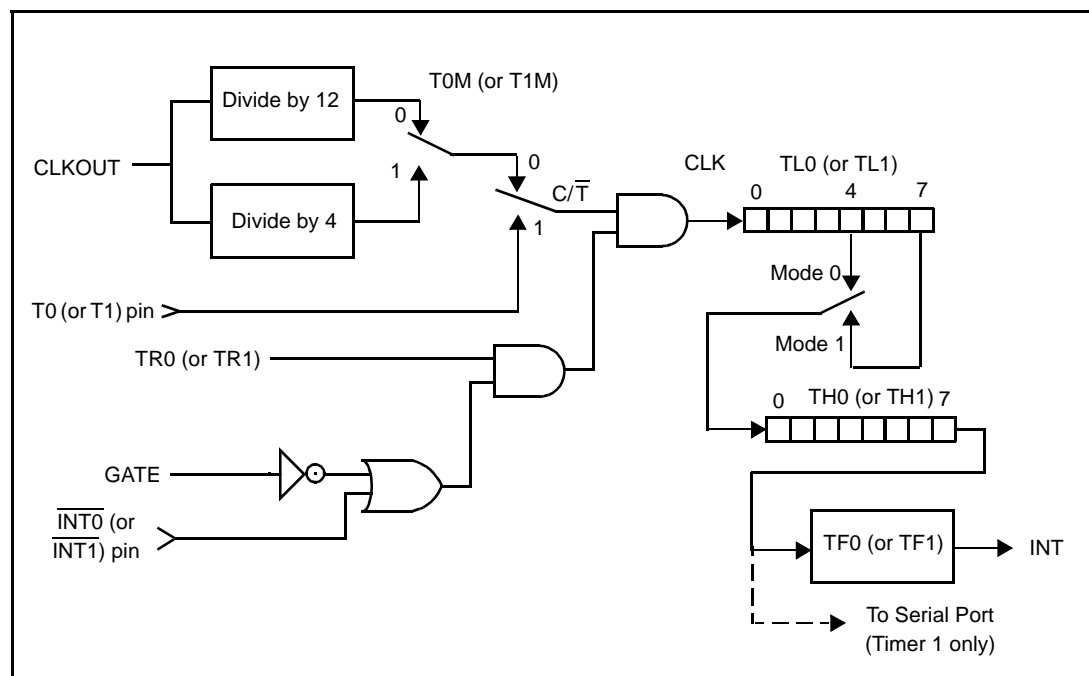 Divide by 12
T0M (or T1M)
0
CLKOUT
1
0
C/T̅
CLK
TL0 (or TL1)
0 4 7
Divide by 4
1
Mode 0
T0 (or T1) pin
Mode 1
TR0 (or TR1)
0 TH0 (or TH1) 7
GATE
I̅N̅T̅0̅ (or
I̅N̅T̅1̅) pin
TF0 (or TF1)
INT
To Serial Port
(Timer 1 only)